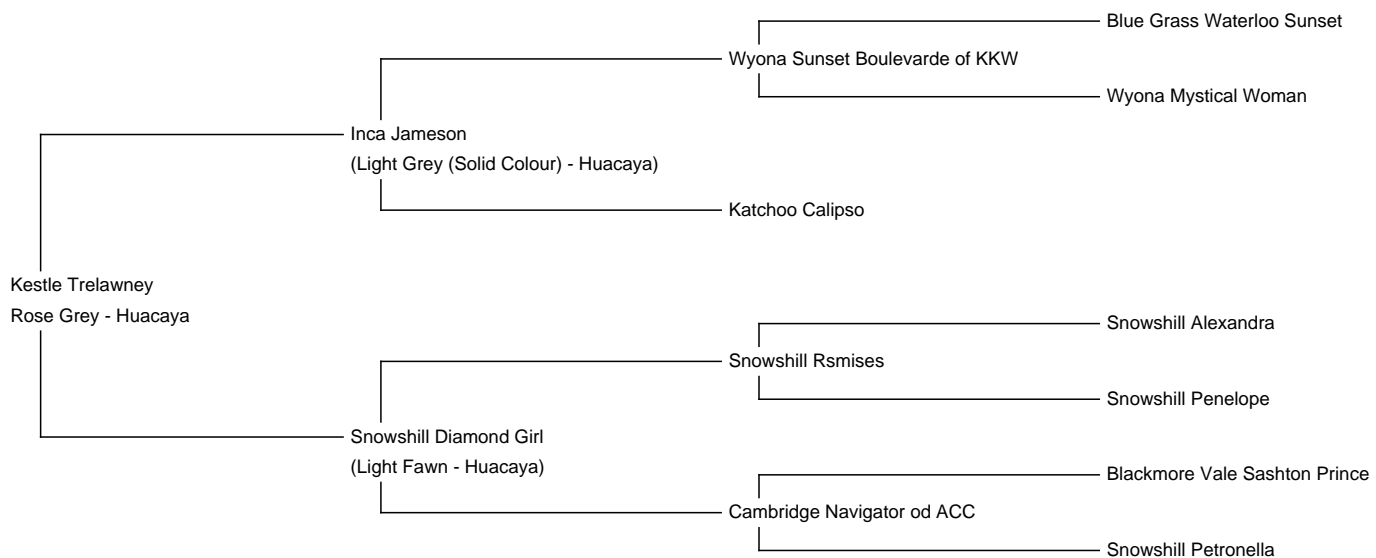 Blue Grass Waterloo Sunset
Wyona Sunset Boulevarde of KKW
Wyona Mystical Woman
Inca Jameson
(Light Grey (Solid Colour) - Huacaya)
Katchoo Calipso
Kestle Trelawney
Rose Grey - Huacaya
Snowshill Alexandra
Snowshill Rsmises
Snowshill Penelope
Snowshill Diamond Girl
(Light Fawn - Huacaya)
Blackmore Vale Sashton Prince
Cambridge Navigator od ACC
Snowshill Petronella